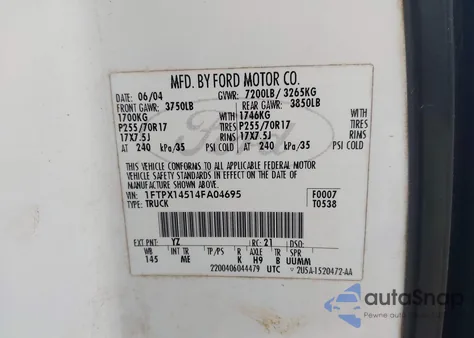 MFD. BY FORD MOTOR CO.
DATE: 06/04 GVWR: 7200LB/ 3265KG
FRONT GAWR: 3750LB REAR GAWR: 3850LB
1700KG 1746KG
P255/70R17 TIRES P255/70R17
17X7.5J RIMS 17X7.5J
AT 240 kPa/35 PSI COLD AT 240 kPa/35 PSI COLD
Ford
THIS VEHICLE CONFORMS TO ALL APPLICABLE FEDERAL MOTOR
VEHICLE SAFETY STANDARDS IN EFFECT ON THE DATE OF
MANUFACTURE SHOWN ABOVE.
VIN: 1FTPX14514FA04695 F0007
TYPE: TRUCK T0538
EXT PNT: YZ RC: 21 DSO:
WB INT TR TP/PS R AXLE TR SPR
145 ME K H9 B UUMM
2200406044479 UTC 2U5A-1520472-AA
autoSnap
Pewne auto